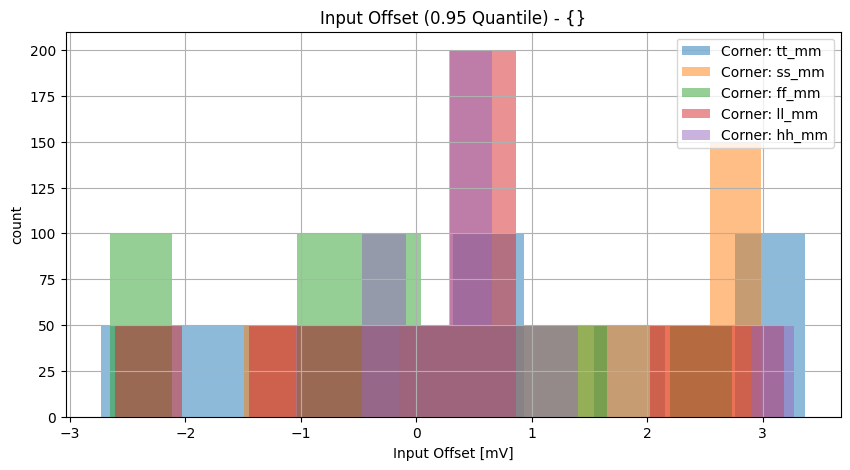 Input Offset (0.95 Quantile) - {}
Corner: tt_mm
Corner: ss_mm
Corner: ff_mm
Corner: ll_mm
Corner: hh_mm
count
200
175
150
125
100
75
50
25
0
−3
−2
−1
0
1
2
3
Input Offset [mV]